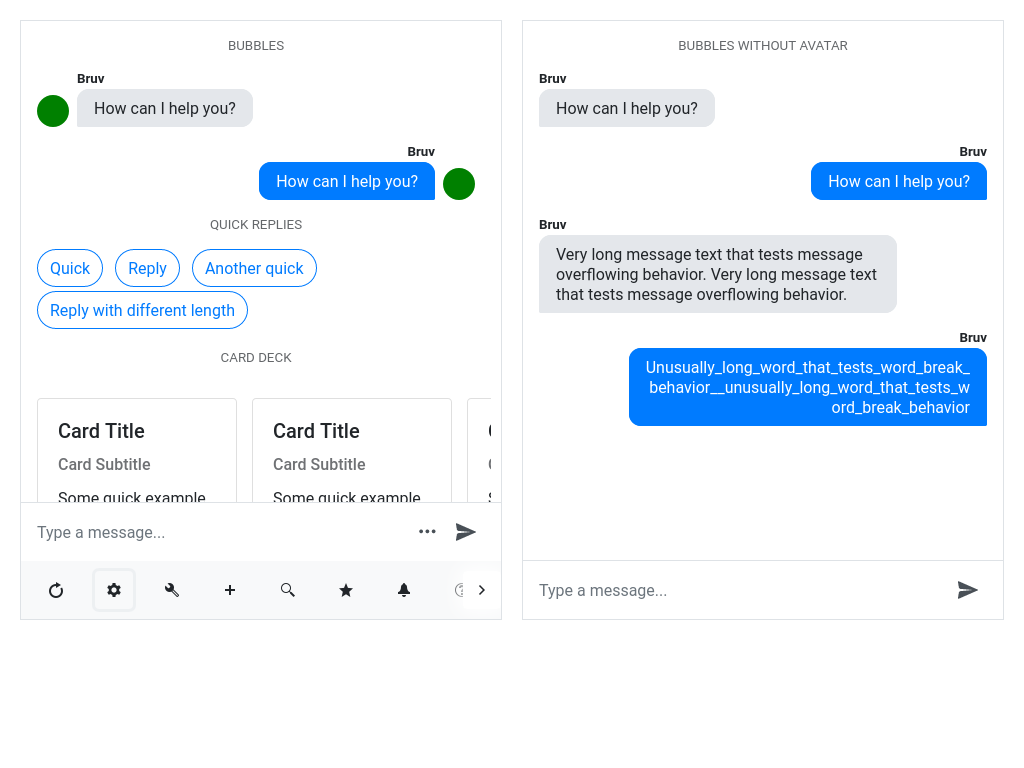 BUBBLES
Bruv
How can I help you?
Bruv
How can I help you?
QUICK REPLIES
Quick
Reply
Another quick
Reply with different length
CARD DECK
Card Title
Card Subtitle
Some quick example
Card Title
Card Subtitle
Some quick example
Type a message...
BUBBLES WITHOUT AVATAR
Bruv
How can I help you?
Bruv
How can I help you?
Bruv
Very long message text that tests message
overflowing behavior. Very long message text
that tests message overflowing behavior.
Bruv
Unusually_long_word_that_tests_word_break_
behavior__unusually_long_word_that_tests_w
ord_break_behavior
Type a message...